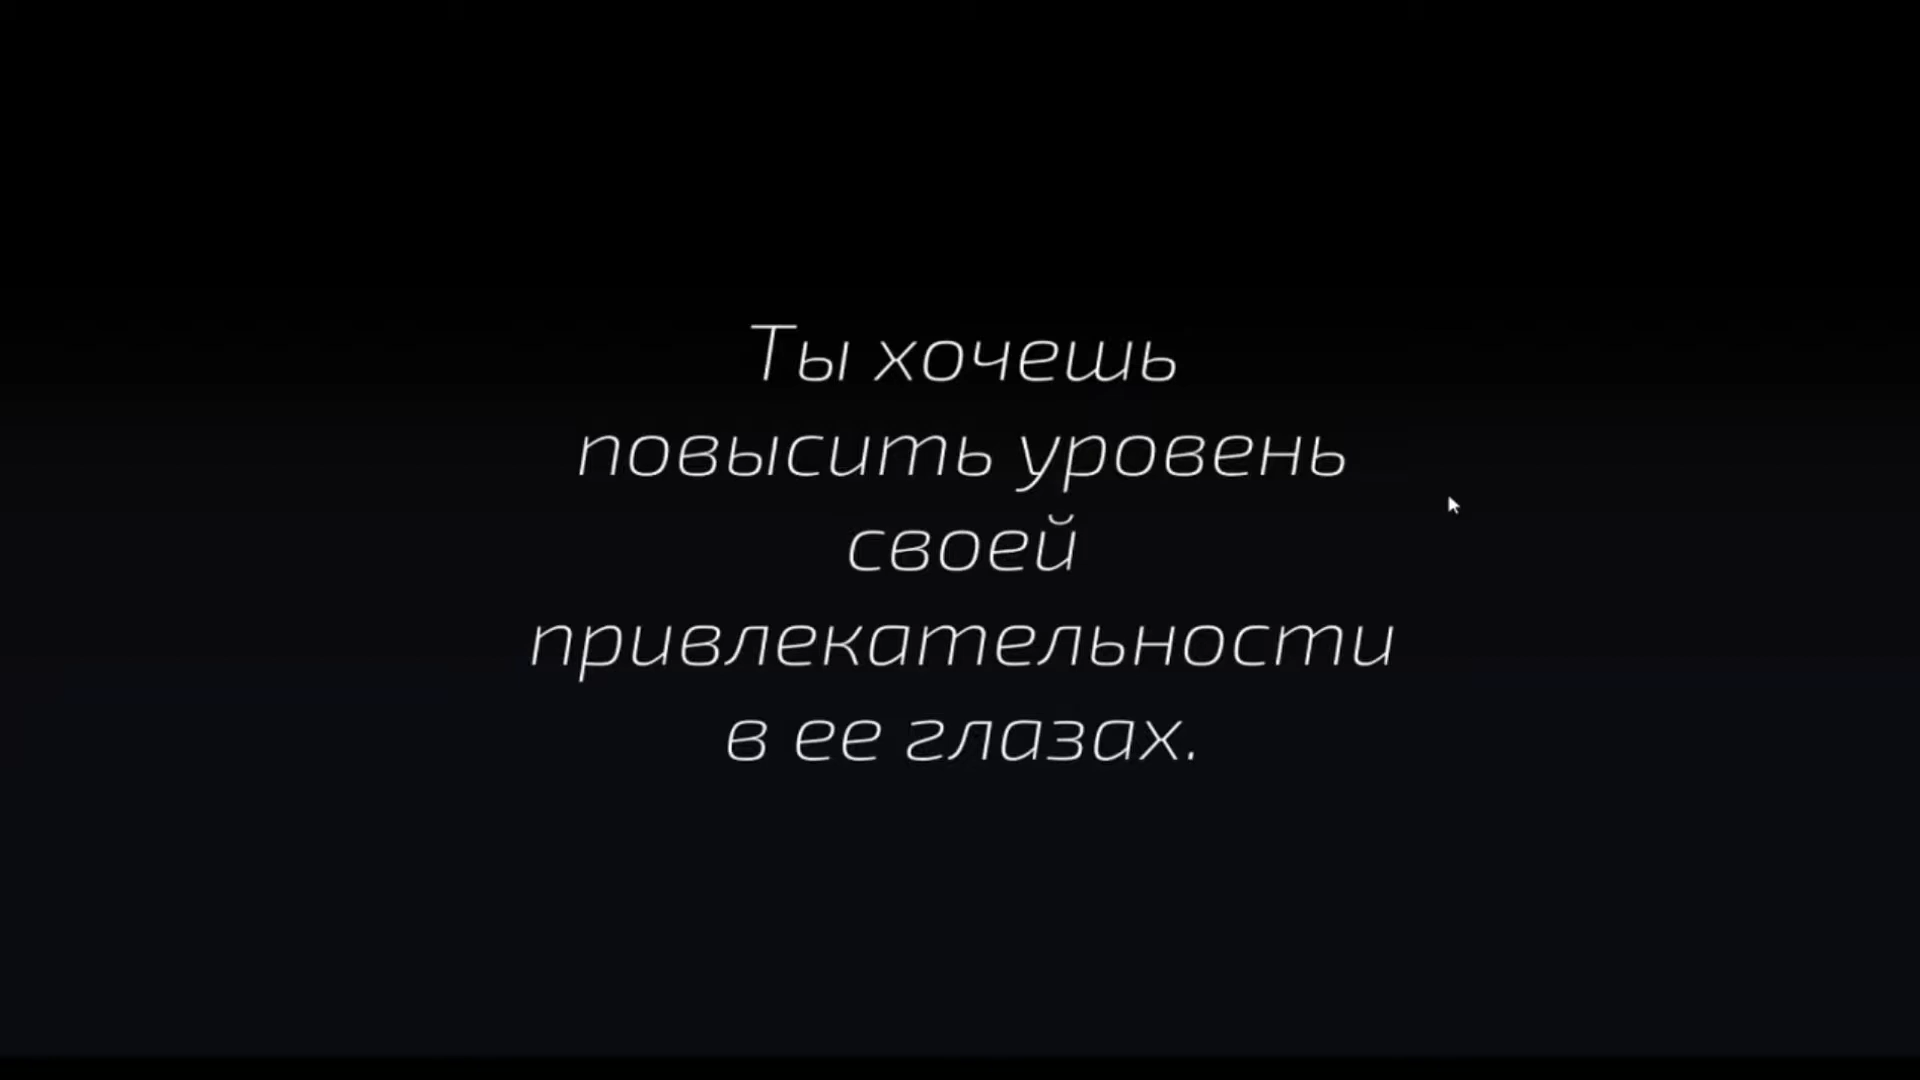 Ты хочешь
повысить уровень
своей
привлекательности
в ее глазах.